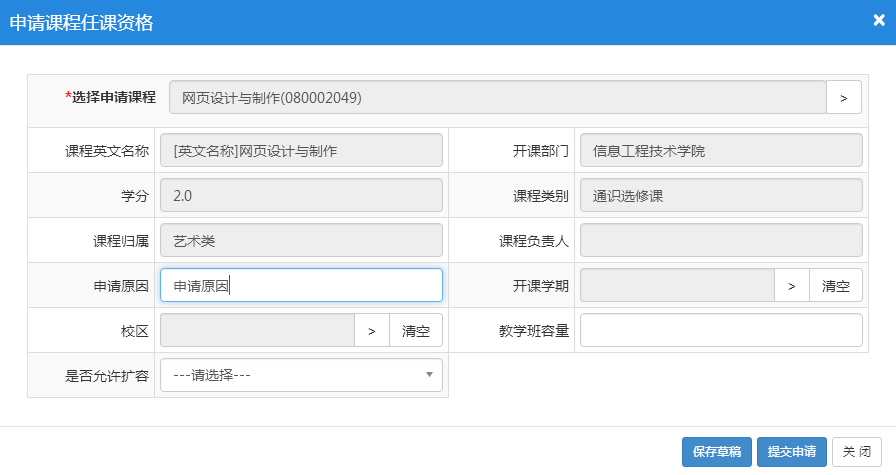 申请课程任课资格 ×
*选择申请课程 网页设计与制作(080002049) >
课程英文名称 [英文名称]网页设计与制作 开课部门 信息工程技术学院
学分 2.0 课程类别 通识选修课
课程归属 艺术类 课程负责人
申请原因 申请原因 开课学期 > 清空
校区 > 清空 教学班容量
是否允许扩容 ---请选择---
保存草稿 提交申请 关 闭